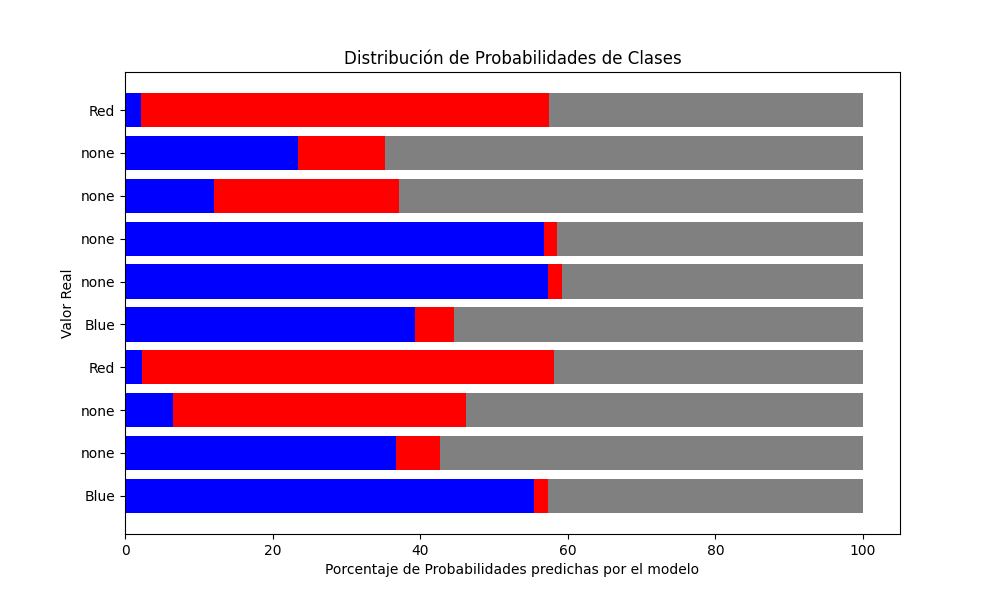 Distribución de Probabilidades de Clases
Red
none
none
none
none
Blue
Red
none
none
Blue
Valor Real
0 20 40 60 80 100
Porcentaje de Probabilidades predichas por el modelo